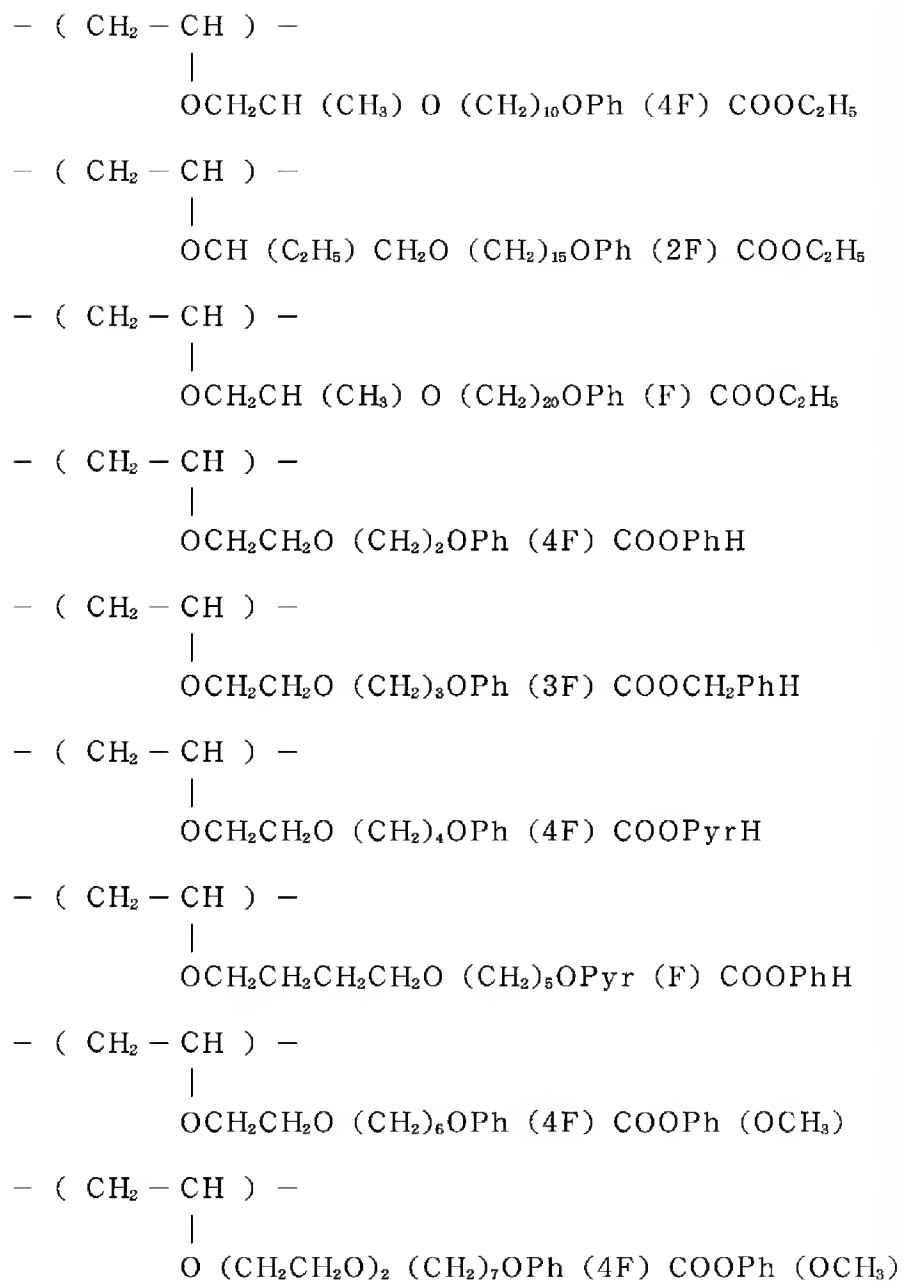 − ( CH₂ − CH ) −
|
OCH₂CH (CH₃) O (CH₂)₁₀OPh (4F) COOC₂H₅
− ( CH₂ − CH ) −
|
OCH (C₂H₅) CH₂O (CH₂)₁₅OPh (2F) COOC₂H₅
− ( CH₂ − CH ) −
|
OCH₂CH (CH₃) O (CH₂)₂₀OPh (F) COOC₂H₅
− ( CH₂ − CH ) −
|
OCH₂CH₂O (CH₂)₂OPh (4F) COOPhH
− ( CH₂ − CH ) −
|
OCH₂CH₂O (CH₂)₃OPh (3F) COOCH₂PhH
− ( CH₂ − CH ) −
|
OCH₂CH₂O (CH₂)₄OPh (4F) COOPyrH
− ( CH₂ − CH ) −
|
OCH₂CH₂CH₂CH₂O (CH₂)₅OPyr (F) COOPhH
− ( CH₂ − CH ) −
|
OCH₂CH₂O (CH₂)₆OPh (4F) COOPh (OCH₃)
− ( CH₂ − CH ) −
|
O (CH₂CH₂O)₂ (CH₂)₇OPh (4F) COOPh (OCH₃)